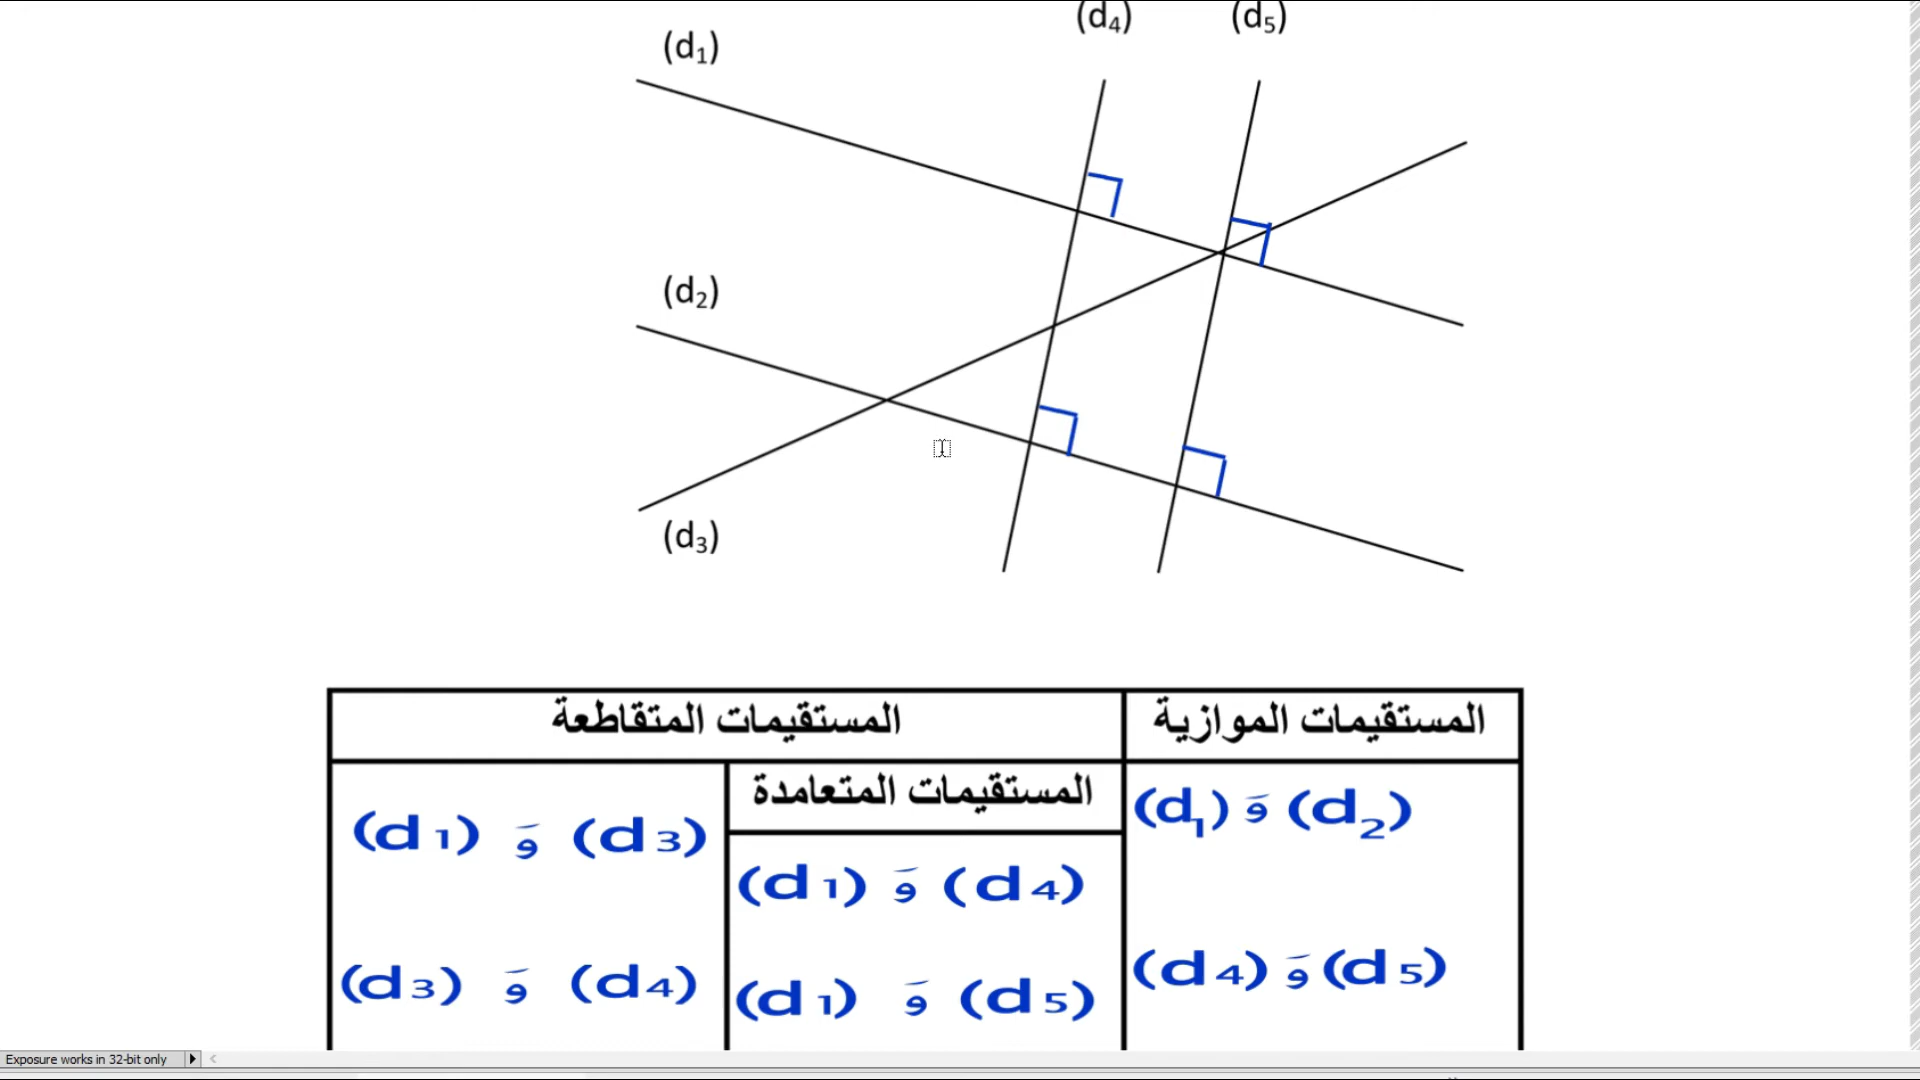 (d₄) (d₅)
(d₁)
(d₂)
(d₃)
المستقيمات الموازية
المستقيمات المتقاطعة
المستقيمات المتعامدة
(d₁) وَ (d₂)
(d₄) وَ (d₅)
(d₁) وَ (d₄)
(d₁) وَ (d₅)
(d₁) وَ (d₃)
(d₃) وَ (d₄)
Exposure works in 32-bit only